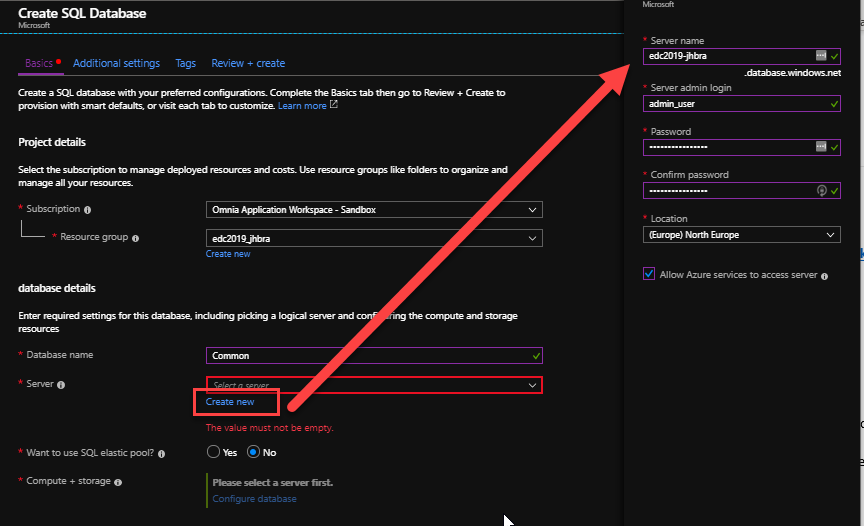 Create SQL Database
Microsoft
Basics
Additional settings
Tags
Review + create
Create a SQL database with your preferred configurations. Complete the Basics tab then go to Review + Create to
provision with smart defaults, or visit each tab to customize. Learn more
Project details
Select the subscription to manage deployed resources and costs. Use resource groups like folders to organize and
manage all your resources.
* Subscription
Omnia Application Workspace - Sandbox
* Resource group
edc2019_jhbra
Create new
database details
Enter required settings for this database, including picking a logical server and configuring the compute and storage
resources
* Database name
Common
* Server
Select a server
Create new
The value must not be empty.
* Want to use SQL elastic pool?
Yes
No
* Compute + storage
Please select a server first.
Configure database
Microsoft
* Server name
edc2019-jhbra
.database.windows.net
* Server admin login
admin_user
* Password
* Confirm password
* Location
(Europe) North Europe
Allow Azure services to access server